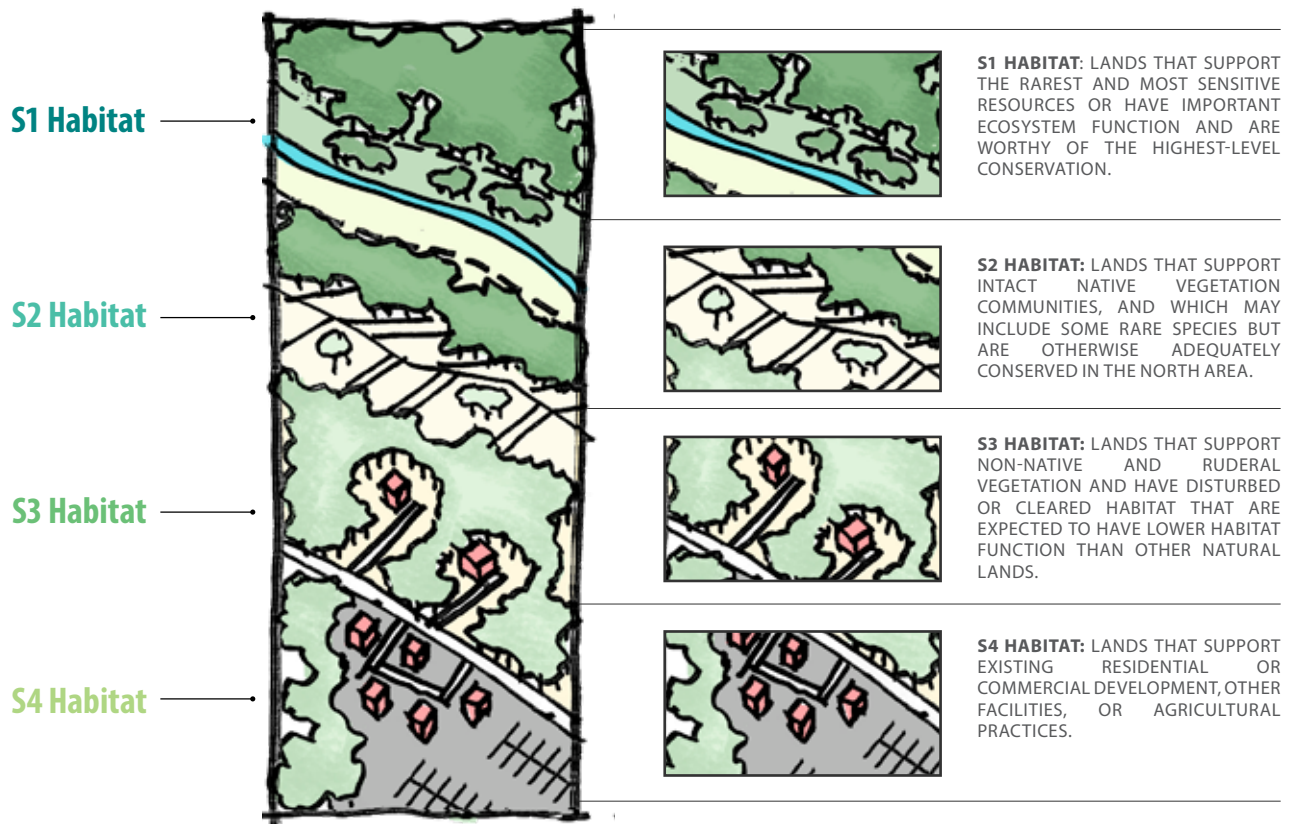 S1 Habitat
S1 HABITAT: LANDS THAT SUPPORT
THE RAREST AND MOST SENSITIVE
RESOURCES OR HAVE IMPORTANT
ECOSYSTEM FUNCTION AND ARE
WORTHY OF THE HIGHEST-LEVEL
CONSERVATION.
S2 Habitat
S2 HABITAT: LANDS THAT SUPPORT
INTACT NATIVE VEGETATION
COMMUNITIES, AND WHICH MAY
INCLUDE SOME RARE SPECIES BUT
ARE OTHERWISE ADEQUATELY
CONSERVED IN THE NORTH AREA.
S3 Habitat
S3 HABITAT: LANDS THAT SUPPORT
NON-NATIVE AND RUDERAL
VEGETATION AND HAVE DISTURBED
OR CLEARED HABITAT THAT ARE
EXPECTED TO HAVE LOWER HABITAT
FUNCTION THAN OTHER NATURAL
LANDS.
S4 Habitat
S4 HABITAT: LANDS THAT SUPPORT
EXISTING RESIDENTIAL OR
COMMERCIAL DEVELOPMENT, OTHER
FACILITIES, OR AGRICULTURAL
PRACTICES.